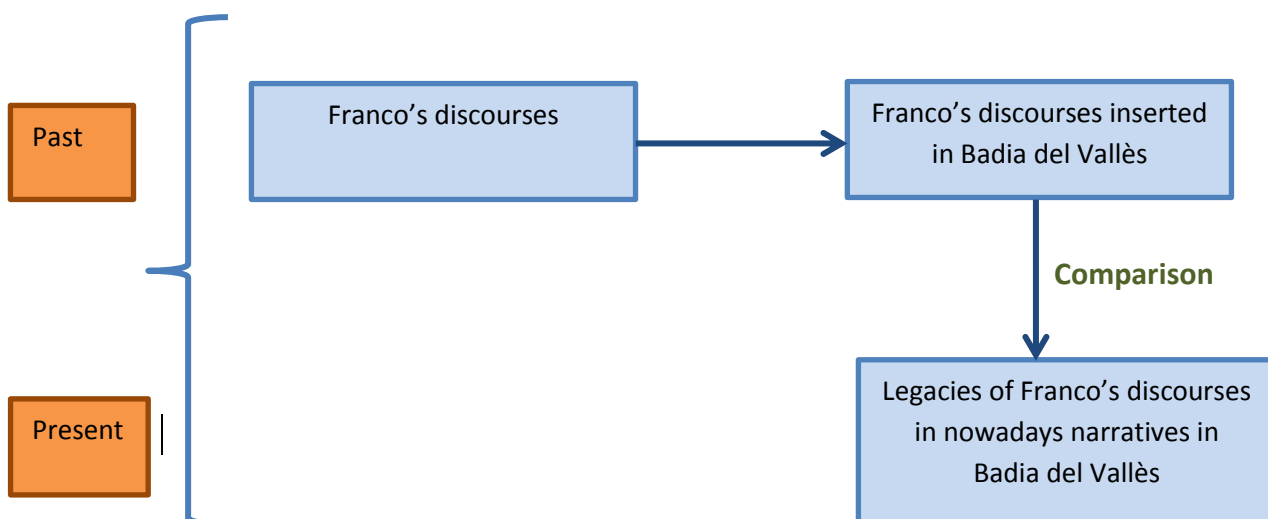 Past
Franco’s discourses
Franco’s discourses inserted
in Badia del Vallès
Comparison
Present
Legacies of Franco’s discourses
in nowadays narratives in
Badia del Vallès